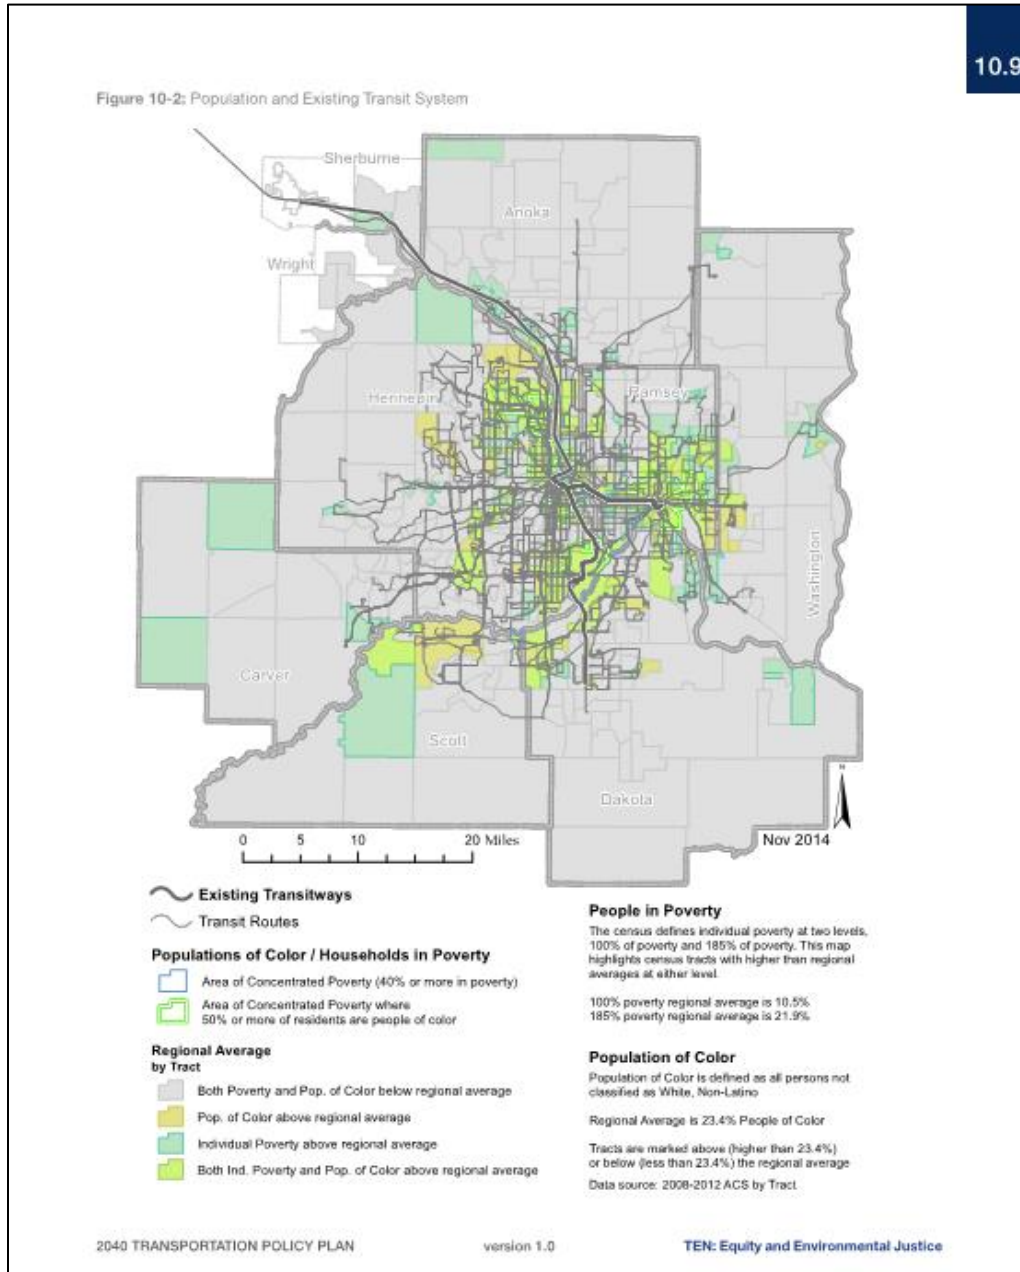 10.9
Figure 10-2: Population and Existing Transit System
Sherburne
Anoka
Wright
Hennepin
Ramsey
Washington
Carver
Scott
Dakota
N
0 5 10 20 Miles
Nov 2014
Existing Transitways
Transit Routes
Populations of Color / Households in Poverty
Area of Concentrated Poverty (40% or more in poverty)
Area of Concentrated Poverty where
50% or more of residents are people of color
Regional Average
by Tract
Both Poverty and Pop. of Color below regional average
Pop. of Color above regional average
Individual Poverty above regional average
Both Ind. Poverty and Pop. of Color above regional average
People in Poverty
The census defines individual poverty at two levels,
100% of poverty and 185% of poverty. This map
highlights census tracts with higher than regional
averages at either level.
100% poverty regional average is 10.5%
185% poverty regional average is 21.9%
Population of Color
Population of Color is defined as all persons not
classified as White, Non-Latino
Regional Average is 23.4% People of Color
Tracts are marked above (higher than 23.4%)
or below (less than 23.4%) the regional average
Data source: 2008-2012 ACS by Tract
2040 TRANSPORTATION POLICY PLAN
version 1.0
TEN: Equity and Environmental Justice